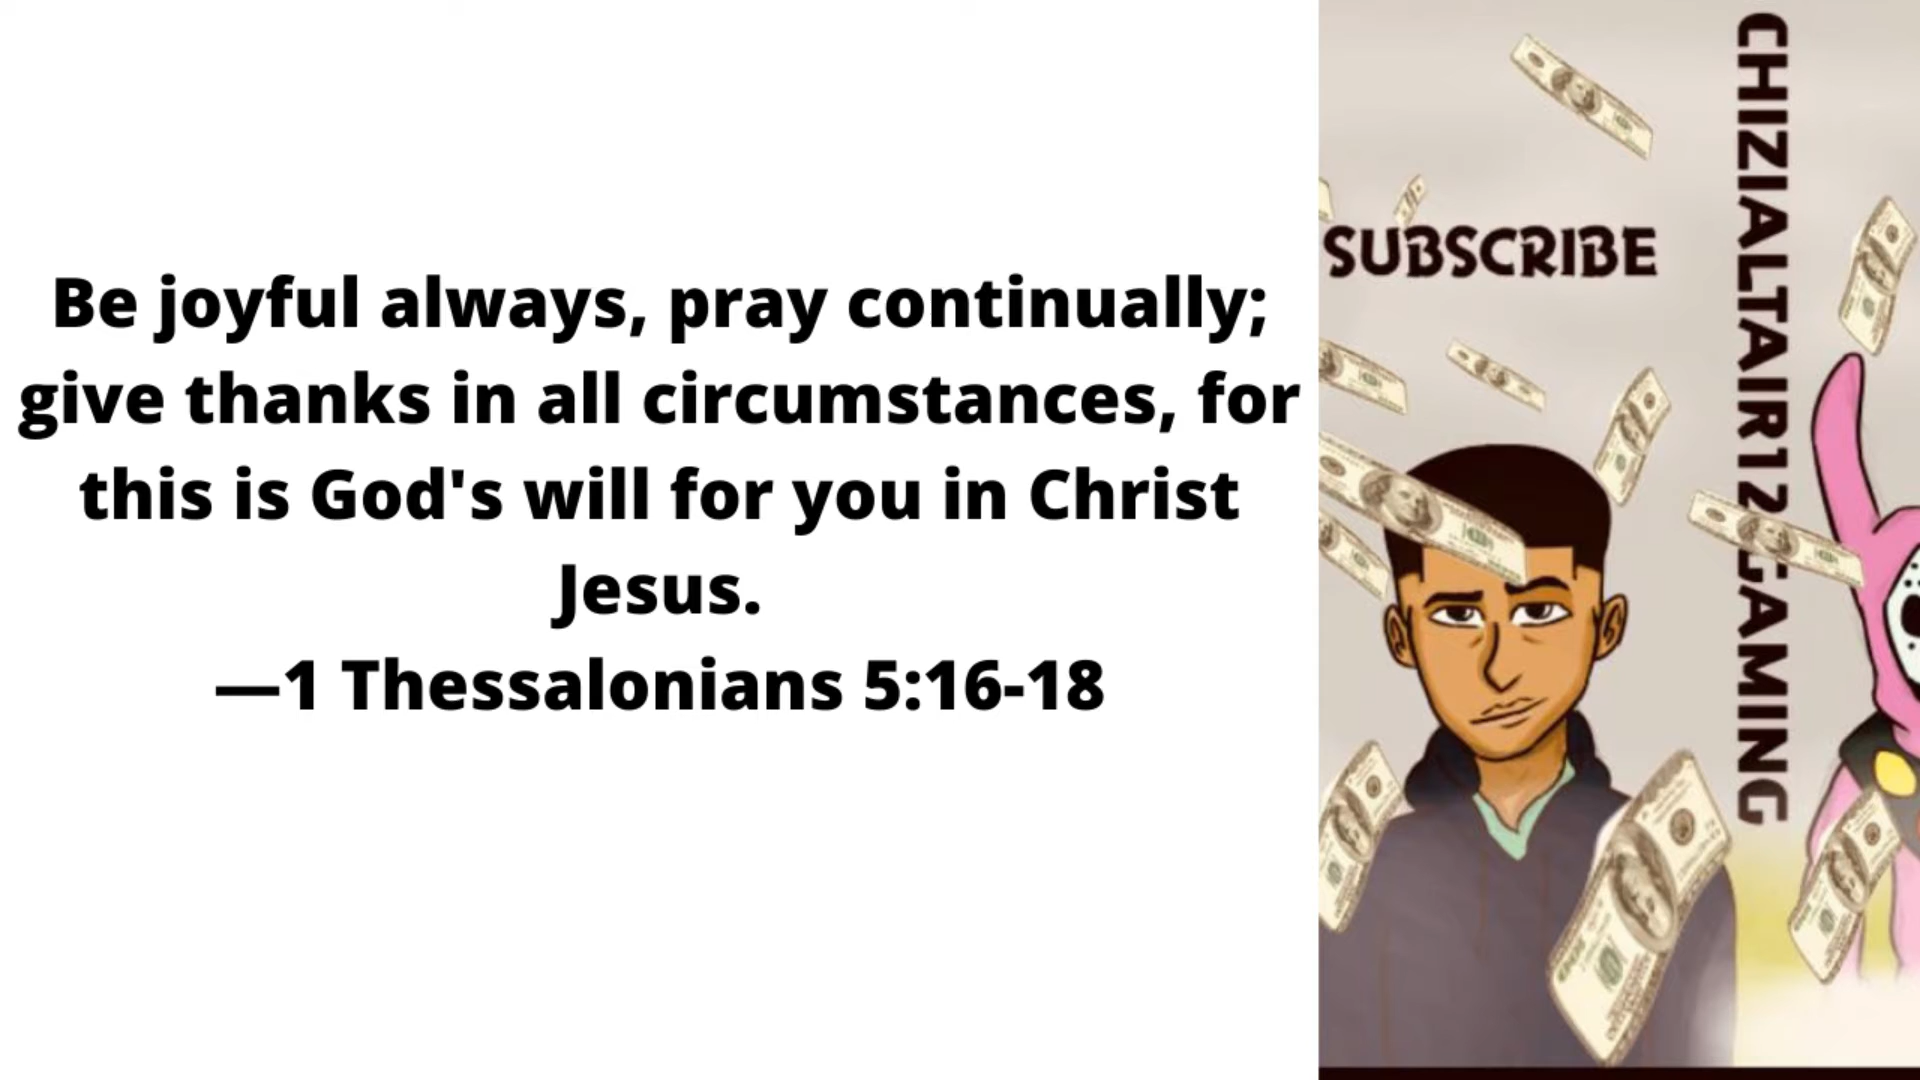 Be joyful always, pray continually;
give thanks in all circumstances, for
this is God's will for you in Christ
Jesus.
—1 Thessalonians 5:16-18
SUBSCRIBE
CHIZIALTAIR12GAMING